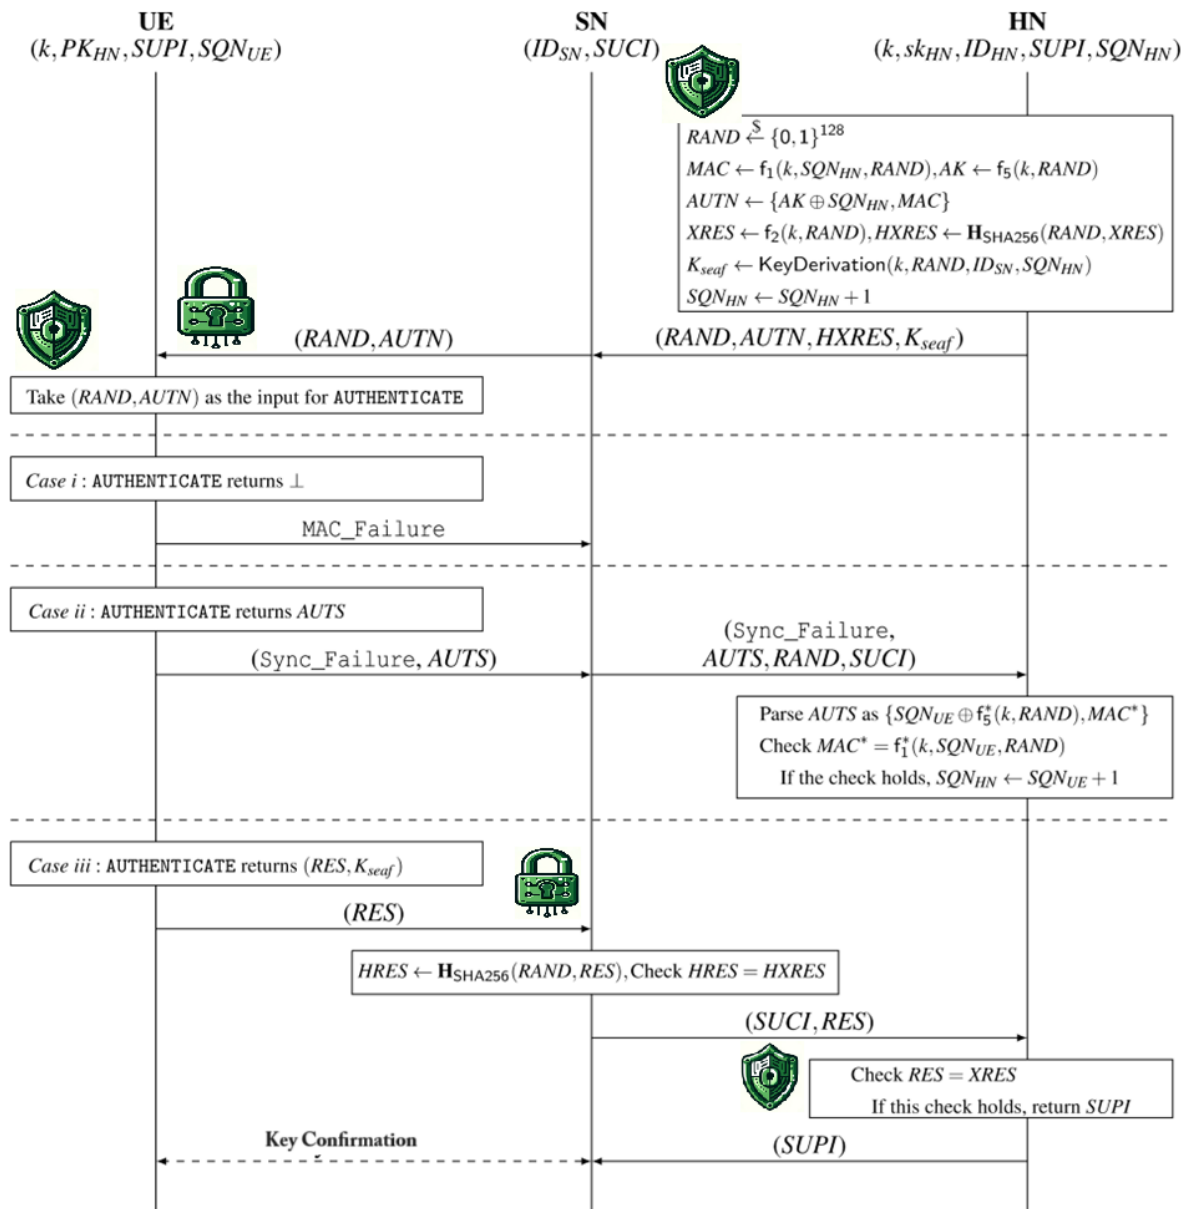 UE SN HN
(k, PK_HN, SUPI, SQN_UE) (ID_SN, SUCI) (k, sk_HN, ID_HN, SUPI, SQN_HN)
RAND ←$ {0,1}^128
MAC ← f₁(k, SQN_HN, RAND), AK ← f₅(k, RAND)
AUTN ← {AK ⊕ SQN_HN, MAC}
XRES ← f₂(k, RAND), HXRES ← H_SHA256(RAND, XRES)
K_seaf ← KeyDerivation(k, RAND, ID_SN, SQN_HN)
SQN_HN ← SQN_HN + 1
(RAND, AUTN) (RAND, AUTN, HXRES, K_seaf)
Take (RAND, AUTN) as the input for AUTHENTICATE
Case i : AUTHENTICATE returns ⊥
MAC_Failure
Case ii : AUTHENTICATE returns AUTS
(Sync_Failure, AUTS)
(Sync_Failure,
AUTS, RAND, SUCI)
Parse AUTS as {SQN_UE ⊕ f₅*(k, RAND), MAC*}
Check MAC* = f₁*(k, SQN_UE, RAND)
If the check holds, SQN_HN ← SQN_UE + 1
Case iii : AUTHENTICATE returns (RES, K_seaf)
(RES)
HRES ← H_SHA256(RAND, RES), Check HRES = HXRES
(SUCI, RES)
Check RES = XRES
If this check holds, return SUPI
Key Confirmation (SUPI)